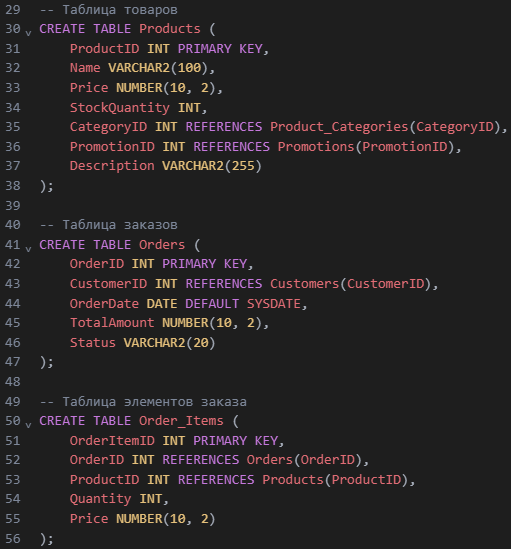 29 -- Таблица товаров
30 CREATE TABLE Products (
31     ProductID INT PRIMARY KEY,
32     Name VARCHAR2(100),
33     Price NUMBER(10, 2),
34     StockQuantity INT,
35     CategoryID INT REFERENCES Product_Categories(CategoryID),
36     PromotionID INT REFERENCES Promotions(PromotionID),
37     Description VARCHAR2(255)
38 );
39
40 -- Таблица заказов
41 CREATE TABLE Orders (
42     OrderID INT PRIMARY KEY,
43     CustomerID INT REFERENCES Customers(CustomerID),
44     OrderDate DATE DEFAULT SYSDATE,
45     TotalAmount NUMBER(10, 2),
46     Status VARCHAR2(20)
47 );
48
49 -- Таблица элементов заказа
50 CREATE TABLE Order_Items (
51     OrderItemID INT PRIMARY KEY,
52     OrderID INT REFERENCES Orders(OrderID),
53     ProductID INT REFERENCES Products(ProductID),
54     Quantity INT,
55     Price NUMBER(10, 2)
56 );